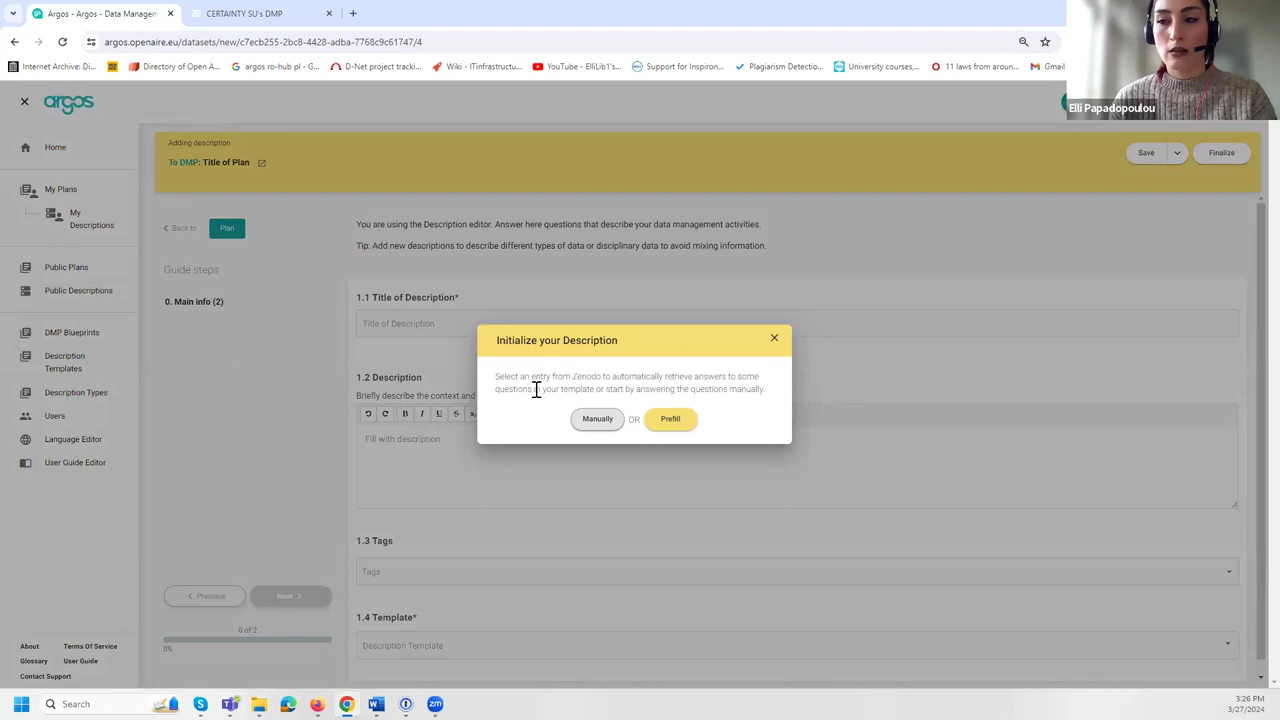 Argos - Argos - Data Managem
CERTAINTY SU's DMP
argos.openaire.eu/datasets/new/c7ecb255-2bc8-4428-adba-7768c9c61747/4
Internet Archive: Di...
Directory of Open A...
argos ro-hub pl - G...
D-Net project tracki...
Wiki - (Tinfrastructu...
YouTube - ElliLib1's...
Support for Inspiron...
Plagiarism Detection...
University courses,...
11 laws from aroun...
Gmail
Elli Papadopoulou
argos
Home
My Plans
My
Descriptions
Public Plans
Public Descriptions
DMP Blueprints
Description
Templates
Description Types
Users
Language Editor
User Guide Editor
About
Terms Of Service
Glossary
User Guide
Contact Support
Adding description
To DMP: Title of Plan
Save
Finalize
Back to
Plan
Guide steps
0. Main info (2)
Previous
Next
0 of 2
0%
You are using the Description editor. Answer here questions that describe your data management activities.
Tip: Add new descriptions to describe different types of data or disciplinary data to avoid mixing information.
1.1 Title of Description*
Title of Description
1.2 Description
Briefly describe the context and
B I U S
Fill with description
1.3 Tags
Tags
1.4 Template*
Description Template
Initialize your Description
Select an entry from Zenodo to automatically retrieve answers to some
questions in your template or start by answering the questions manually.
Manually
OR
Prefill
Search
3:26 PM
3/27/2024